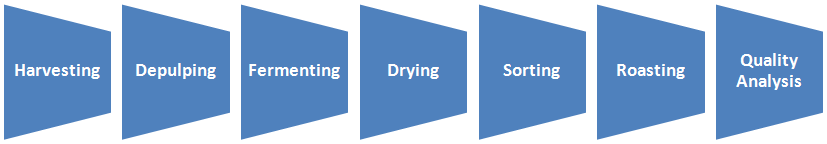 Harvesting
Depulping
Fermenting
Drying
Sorting
Roasting
Quality
Analysis